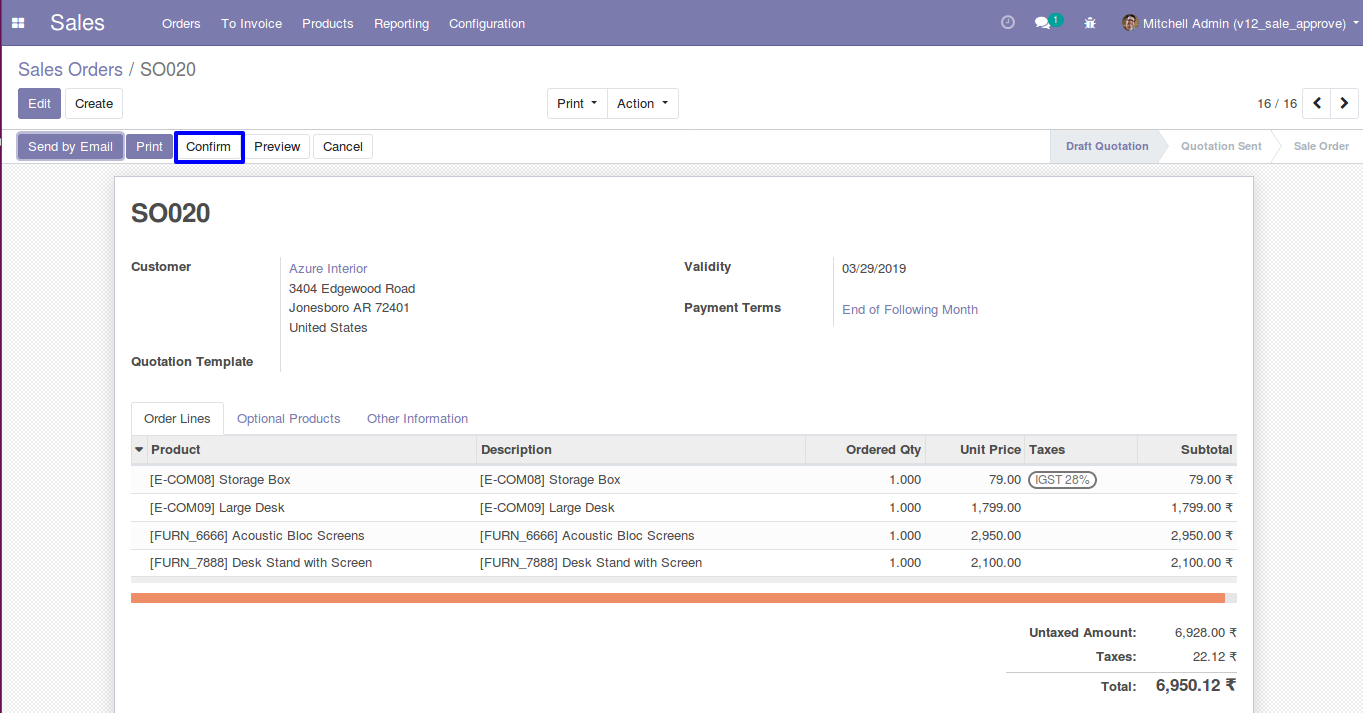 Sales Orders To Invoice Products Reporting Configuration 1 Mitchell Admin (v12_sale_approve)
Sales Orders / SO020
Edit Create Print Action 16 / 16
Send by Email Print Confirm Preview Cancel Draft Quotation Quotation Sent Sale Order
SO020
Customer Azure Interior Validity 03/29/2019
3404 Edgewood Road
Jonesboro AR 72401 Payment Terms End of Following Month
United States
Quotation Template
Order Lines Optional Products Other Information
Product Description Ordered Qty Unit Price Taxes Subtotal
[E-COM08] Storage Box [E-COM08] Storage Box 1.000 79.00 IGST 28% 79.00 ₹
[E-COM09] Large Desk [E-COM09] Large Desk 1.000 1,799.00 1,799.00 ₹
[FURN_6666] Acoustic Bloc Screens [FURN_6666] Acoustic Bloc Screens 1.000 2,950.00 2,950.00 ₹
[FURN_7888] Desk Stand with Screen [FURN_7888] Desk Stand with Screen 1.000 2,100.00 2,100.00 ₹
Untaxed Amount: 6,928.00 ₹
Taxes: 22.12 ₹
Total: 6,950.12 ₹